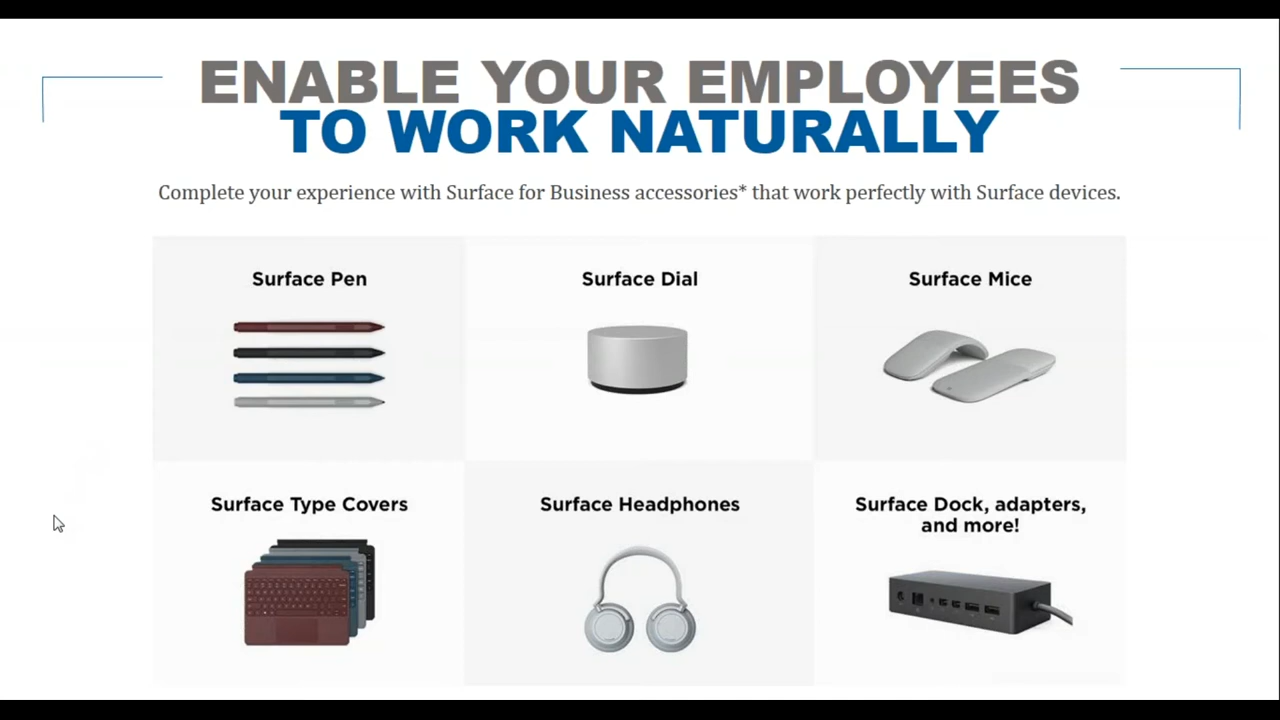 ENABLE YOUR EMPLOYEES
TO WORK NATURALLY
Complete your experience with Surface for Business accessories* that work perfectly with Surface devices.
Surface Pen
Surface Dial
Surface Mice
Surface Type Covers
Surface Headphones
Surface Dock, adapters,
and more!